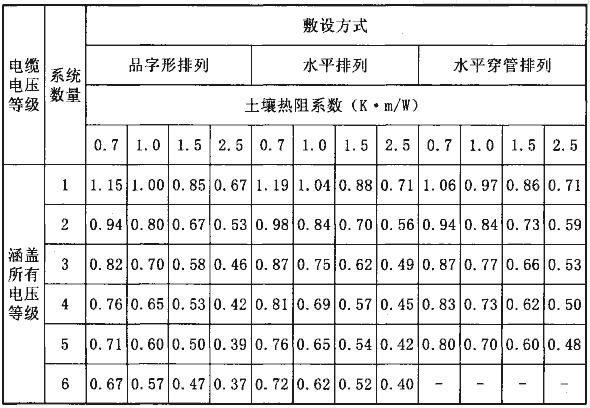 敷设方式
电缆电压等级
系统数量
品字形排列 水平排列 水平穿管排列
土壤热阻系数（K·m/W）
0.7 1.0 1.5 2.5 0.7 1.0 1.5 2.5 0.7 1.0 1.5 2.5
涵盖所有电压等级
1 1.15 1.00 0.85 0.67 1.19 1.04 0.88 0.71 1.06 0.97 0.86 0.71
2 0.94 0.80 0.67 0.53 0.98 0.84 0.70 0.56 0.94 0.84 0.73 0.59
3 0.82 0.70 0.58 0.46 0.87 0.75 0.62 0.49 0.87 0.77 0.66 0.53
4 0.76 0.65 0.53 0.42 0.81 0.69 0.57 0.45 0.83 0.73 0.62 0.50
5 0.71 0.60 0.50 0.39 0.76 0.65 0.54 0.42 0.80 0.70 0.60 0.48
6 0.67 0.57 0.47 0.37 0.72 0.62 0.52 0.40 - - - -